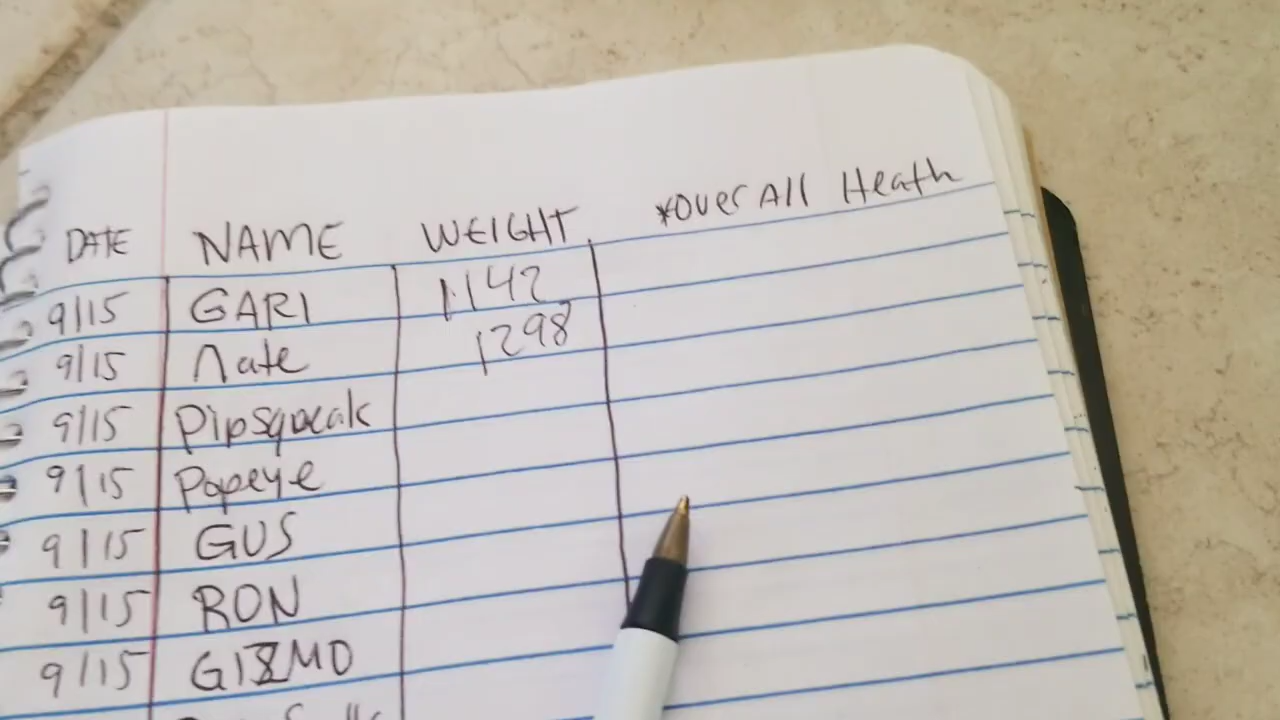 DATE NAME WEIGHT *Over All Heath
9/15 GARI 1142
9/15 Nate 1298
9/15 Pipsqueak
9/15 Popeye
9/15 GUS
9/15 RON
9/15 GIZMO